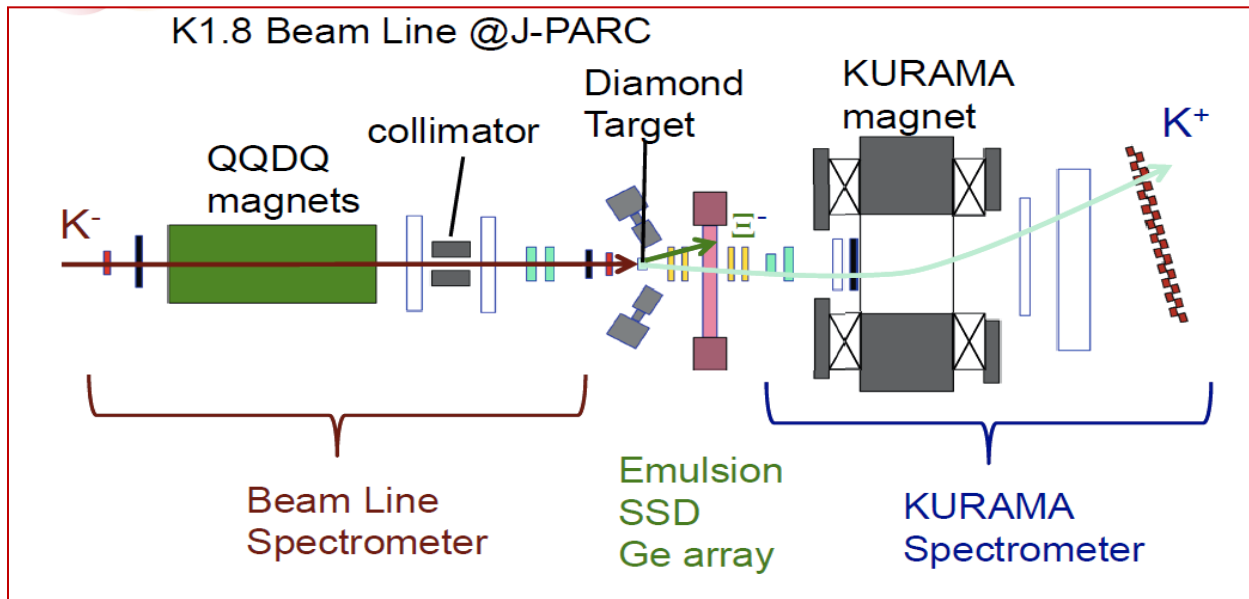 K1.8 Beam Line @J-PARC
Diamond
Target
KURAMA
magnet
K⁺
collimator
QQDQ
magnets
K⁻
Ξ⁻
Beam Line
Spectrometer
Emulsion
SSD
Ge array
KURAMA
Spectrometer